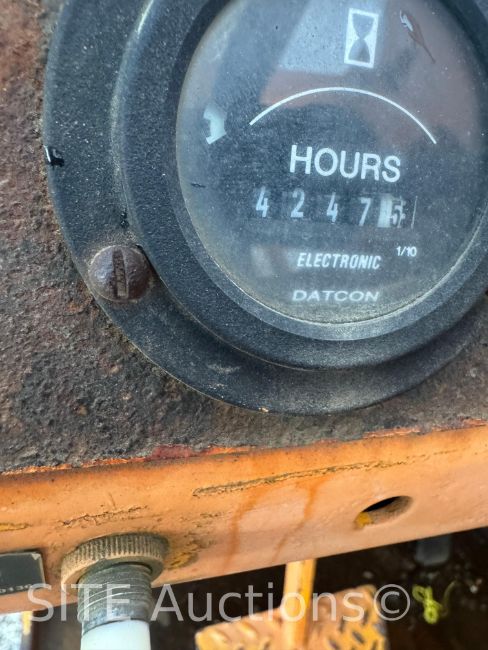 HOURS
42475
1/10
ELECTRONIC
DATCON
SITE Auctions©